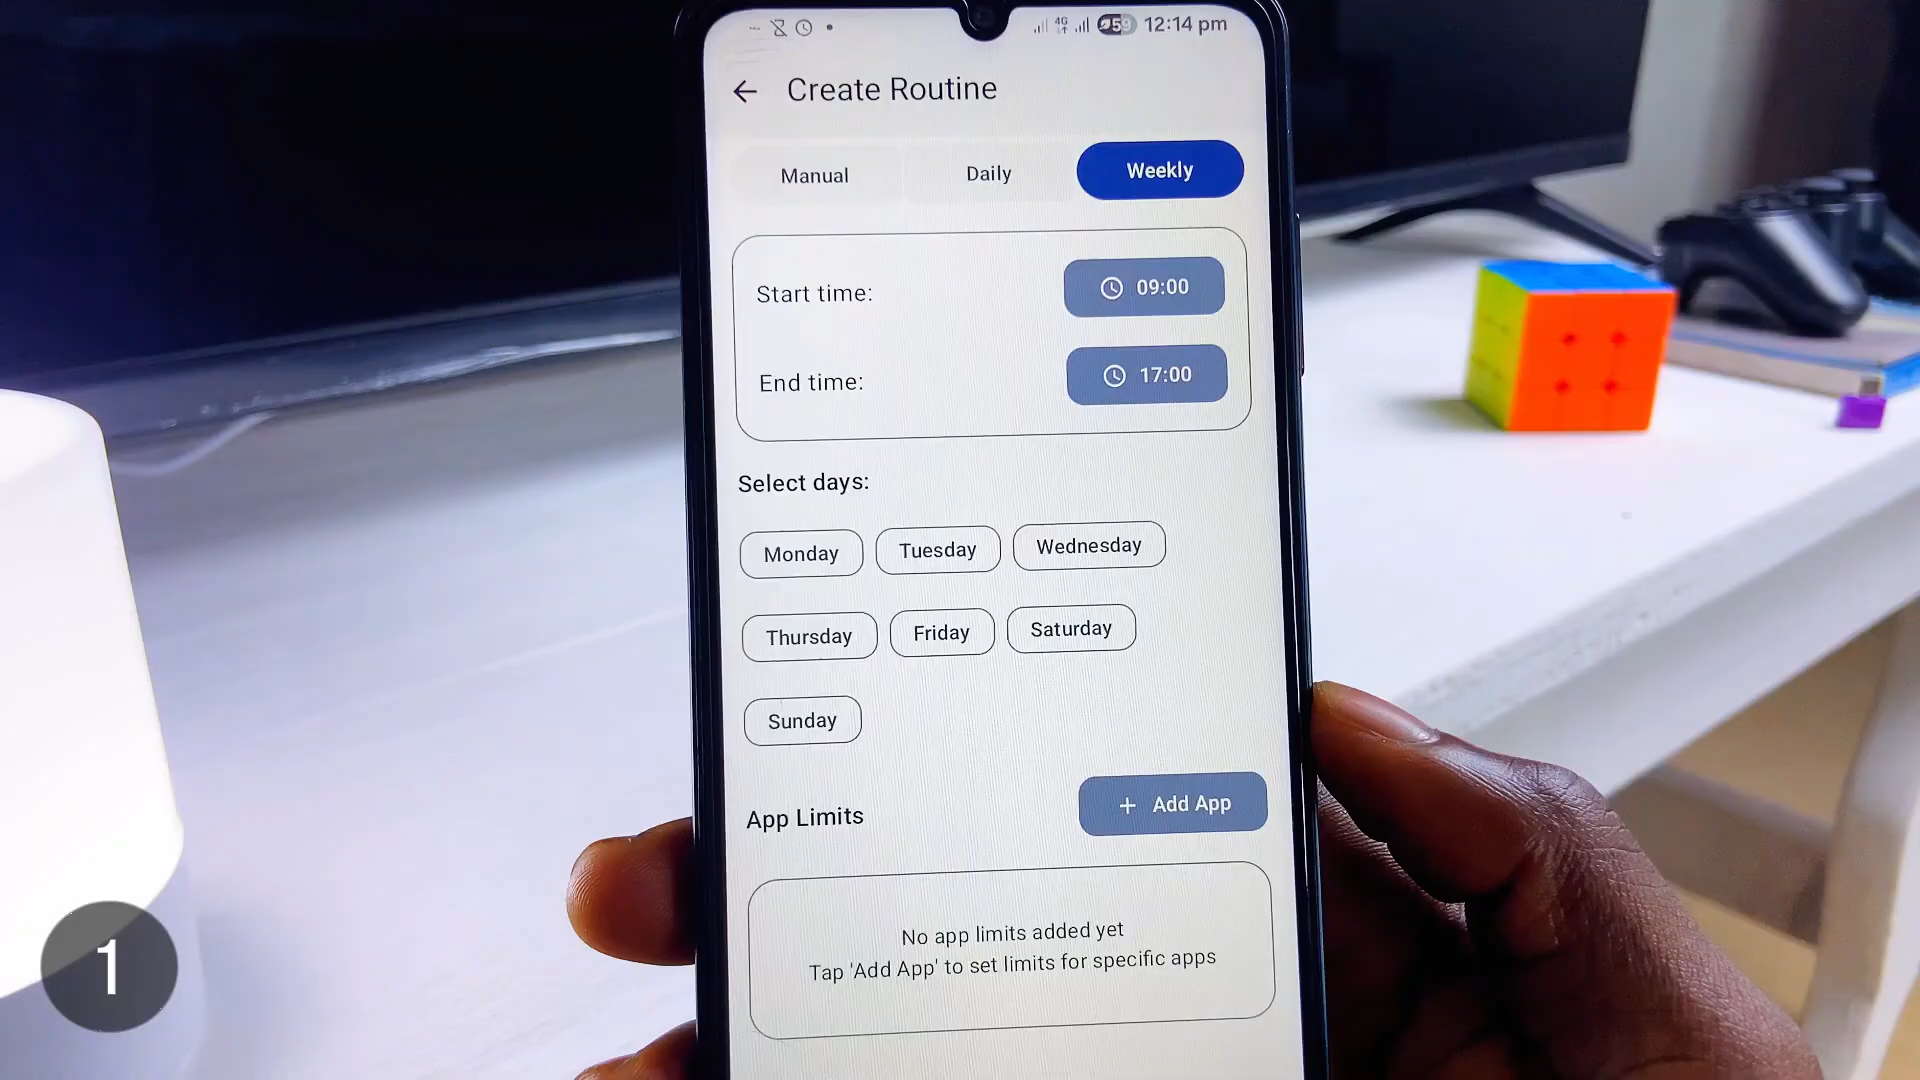 4G 59 12:14 pm
Create Routine
Manual Daily Weekly
Start time: 09:00
End time: 17:00
Select days:
Monday Tuesday Wednesday
Thursday Friday Saturday
Sunday
App Limits + Add App
No app limits added yet
Tap 'Add App' to set limits for specific apps
1